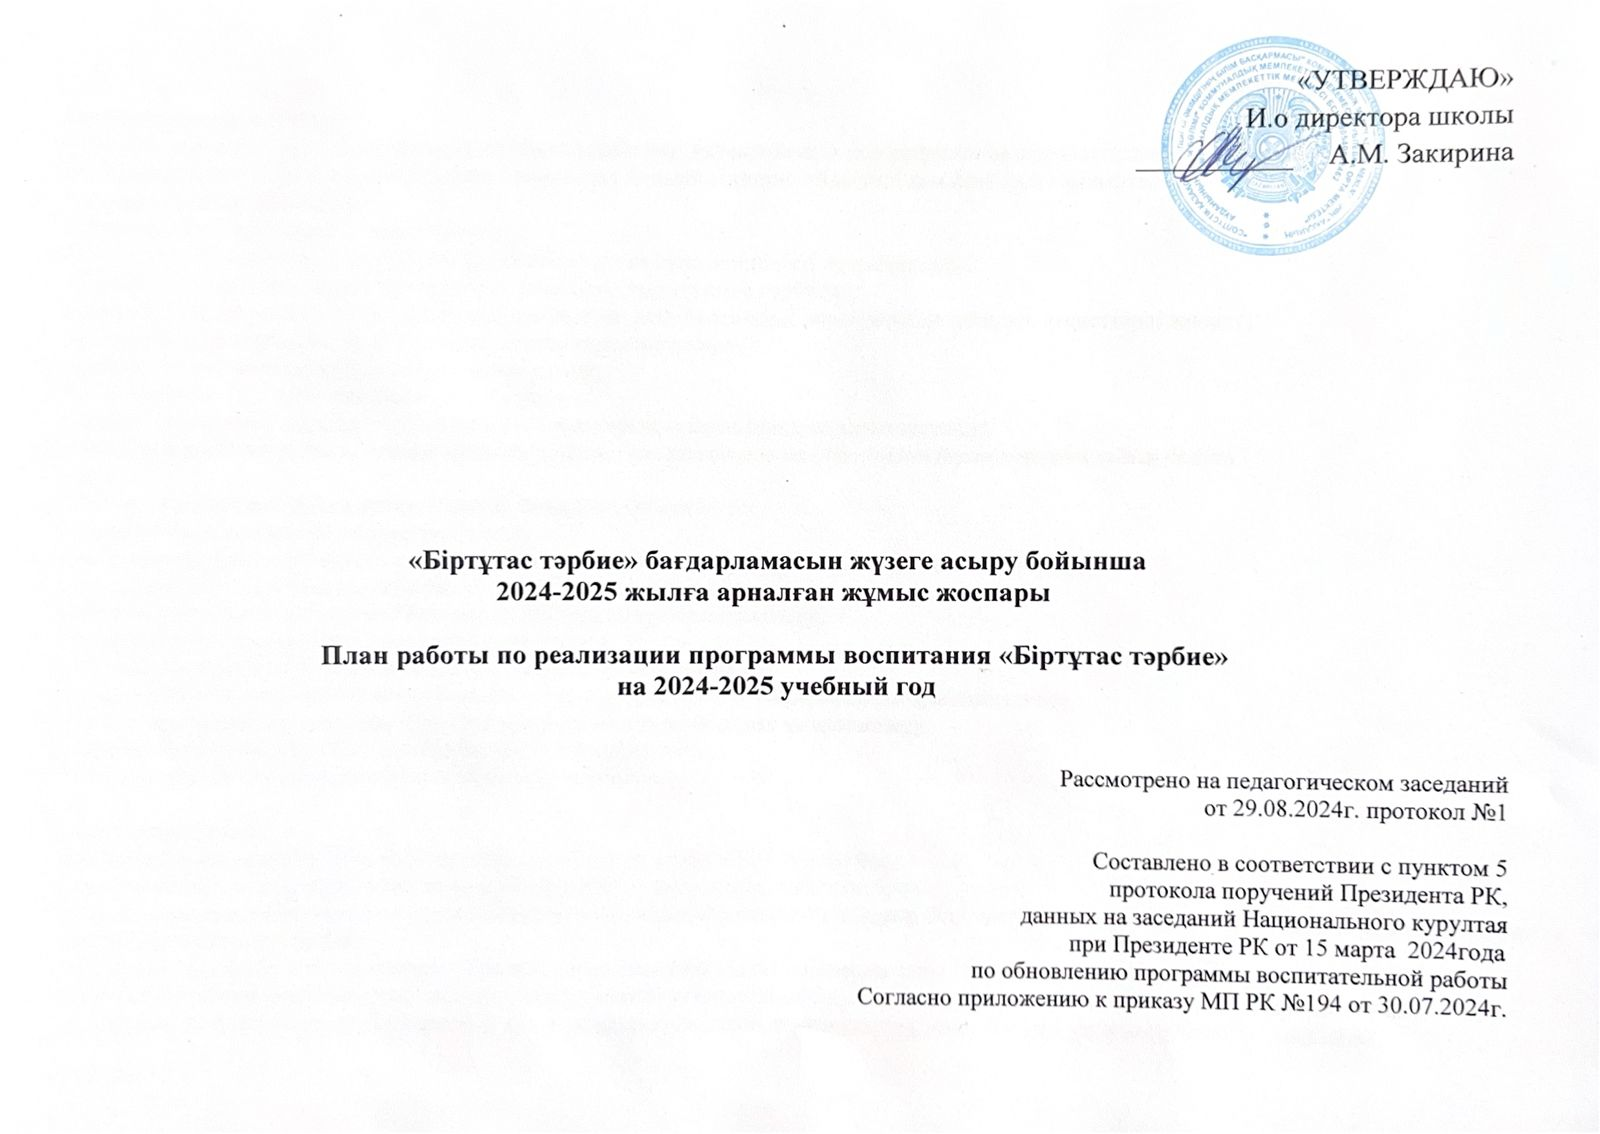 «УТВЕРЖДАЮ»
И.о директора школы
А.М. Закирина
«Біртұтас тәрбие» бағдарламасын жүзеге асыру бойынша
2024-2025 жылға арналған жұмыс жоспары
План работы по реализации программы воспитания «Біртұтас тәрбие»
на 2024-2025 учебный год
Рассмотрено на педагогическом заседаний
от 29.08.2024г. протокол №1
Составлено в соответствии с пунктом 5
протокола поручений Президента РК,
данных на заседаний Национального курултая
при Президенте РК от 15 марта 2024года
по обновлению программы воспитательной работы
Согласно приложению к приказу МП РК №194 от 30.07.2024г.